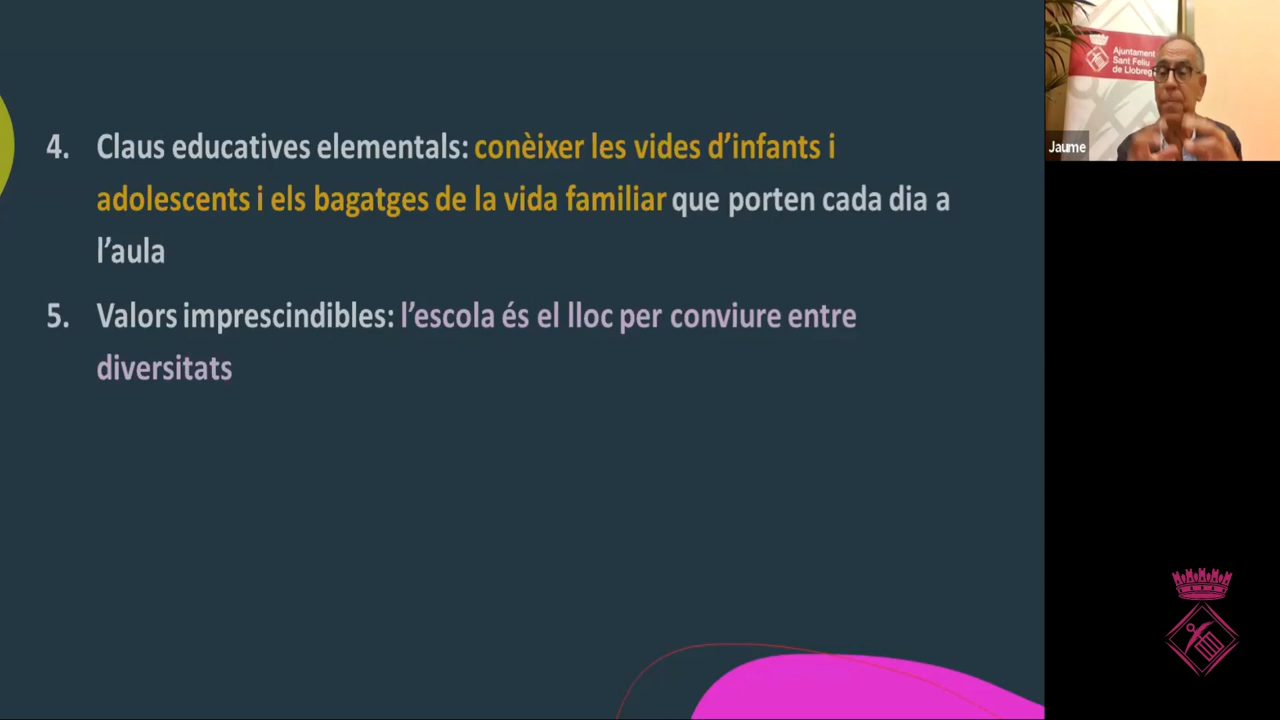 4. Claus educatives elementals: conèixer les vides d’infants i
adolescents i els bagatges de la vida familiar que porten cada dia a
l’aula
5. Valors imprescindibles: l’escola és el lloc per conviure entre
diversitats
Ajuntament
Sant Feliu
de Llobreg
Jaume